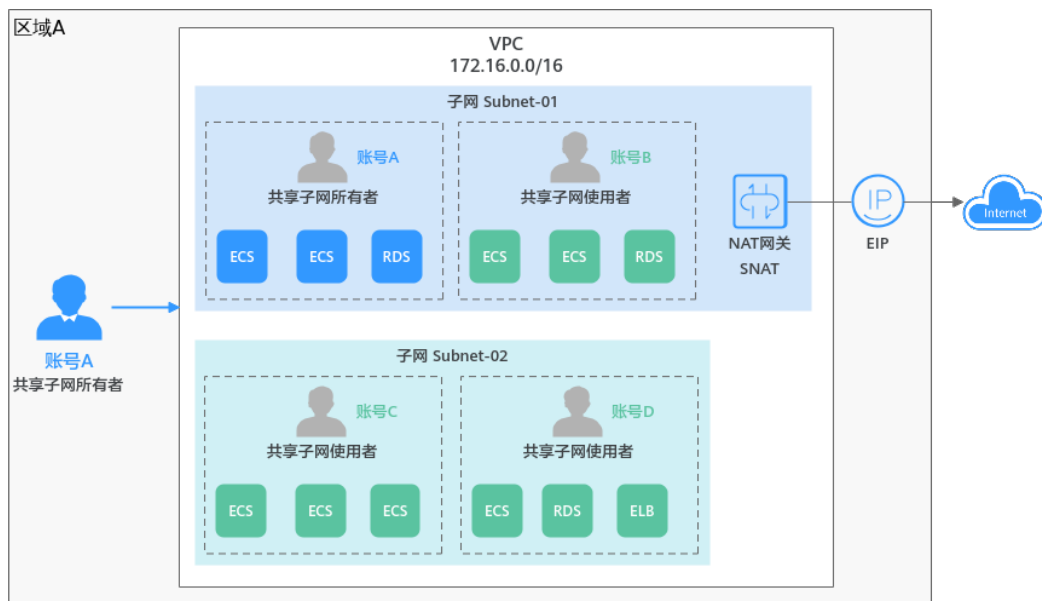 区域A
VPC
172.16.0.0/16
子网 Subnet-01
账号A
共享子网所有者
ECS
ECS
RDS
账号B
共享子网使用者
ECS
ECS
RDS
NAT网关
SNAT
IP
EIP
Internet
账号A
共享子网所有者
子网 Subnet-02
账号C
共享子网使用者
ECS
ECS
ECS
账号D
共享子网使用者
ECS
RDS
ELB